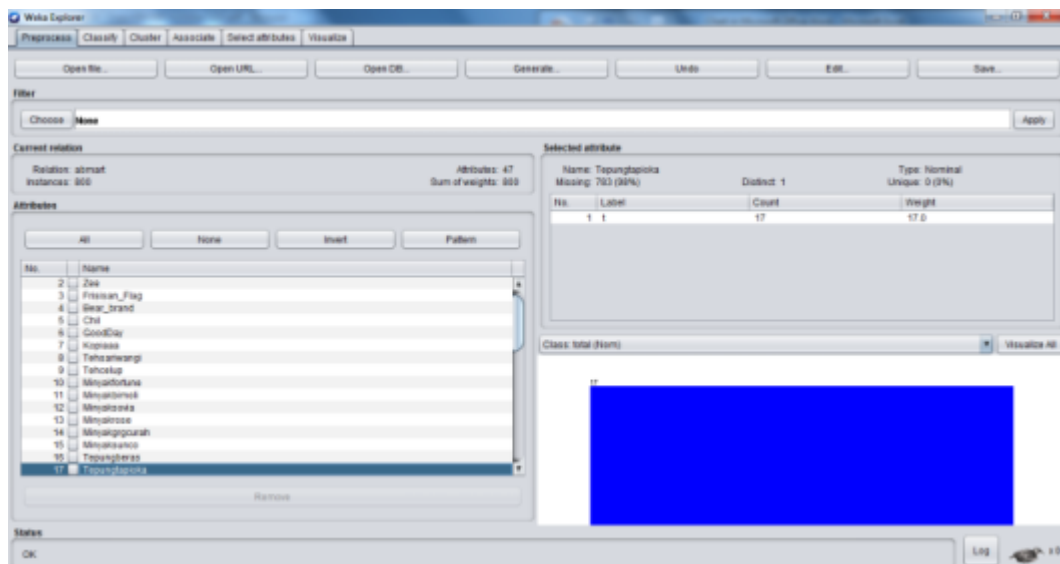 Weka Explorer
Preprocess Classify Cluster Associate Select attributes Visualize
Open file... Open URL... Open DB... Generate... Undo Edit... Save...
Filter
Choose None Apply
Current relation
Relation: abmart Attributes: 47
Instances: 800 Sum of weights: 800
Attributes
All None Invert Pattern
No. Name
2 Zee
3 Frisisan_Flag
4 Bear_brand
5 Chil
6 GoodDay
7 Kopiaaa
8 Tehsariwangi
9 Tehcelup
10 Minyakfortune
11 Minyakbimoli
12 Minyaksovia
13 Minyakrose
14 Minyakgrgcurah
15 Minyaksunco
16 Tepungberas
17 Tepungtapioka
Remove
Selected attribute
Name: Tepungtapioka Type: Nominal
Missing: 783 (98%) Distinct: 1 Unique: 0 (0%)
No. Label Count Weight
1 t 17 17.0
Class: total (Nom) Visualize All
17
Status
OK
Log x 0